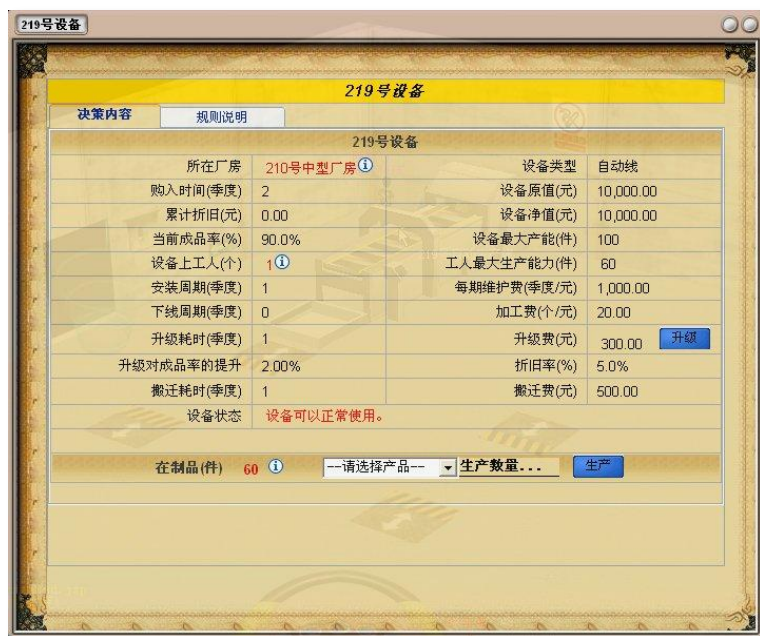 219号设备
219号设备
决策内容 规则说明
219号设备
所在厂房 210号中型厂房 设备类型 自动线
购入时间(季度) 2 设备原值(元) 10,000.00
累计折旧(元) 0.00 设备净值(元) 10,000.00
当前成品率(%) 90.0% 设备最大产能(件) 100
设备上工人(个) 1 工人最大生产能力(件) 60
安装周期(季度) 1 每期维护费(季度/元) 1,000.00
下线周期(季度) 0 加工费(个/元) 20.00
升级耗时(季度) 1 升级费(元) 300.00 升级
升级对成品率的提升 2.00% 折旧率(%) 5.0%
搬迁耗时(季度) 1 搬迁费(元) 500.00
设备状态 设备可以正常使用。
在制品(件) 60 --请选择产品-- 生产数量... 生产